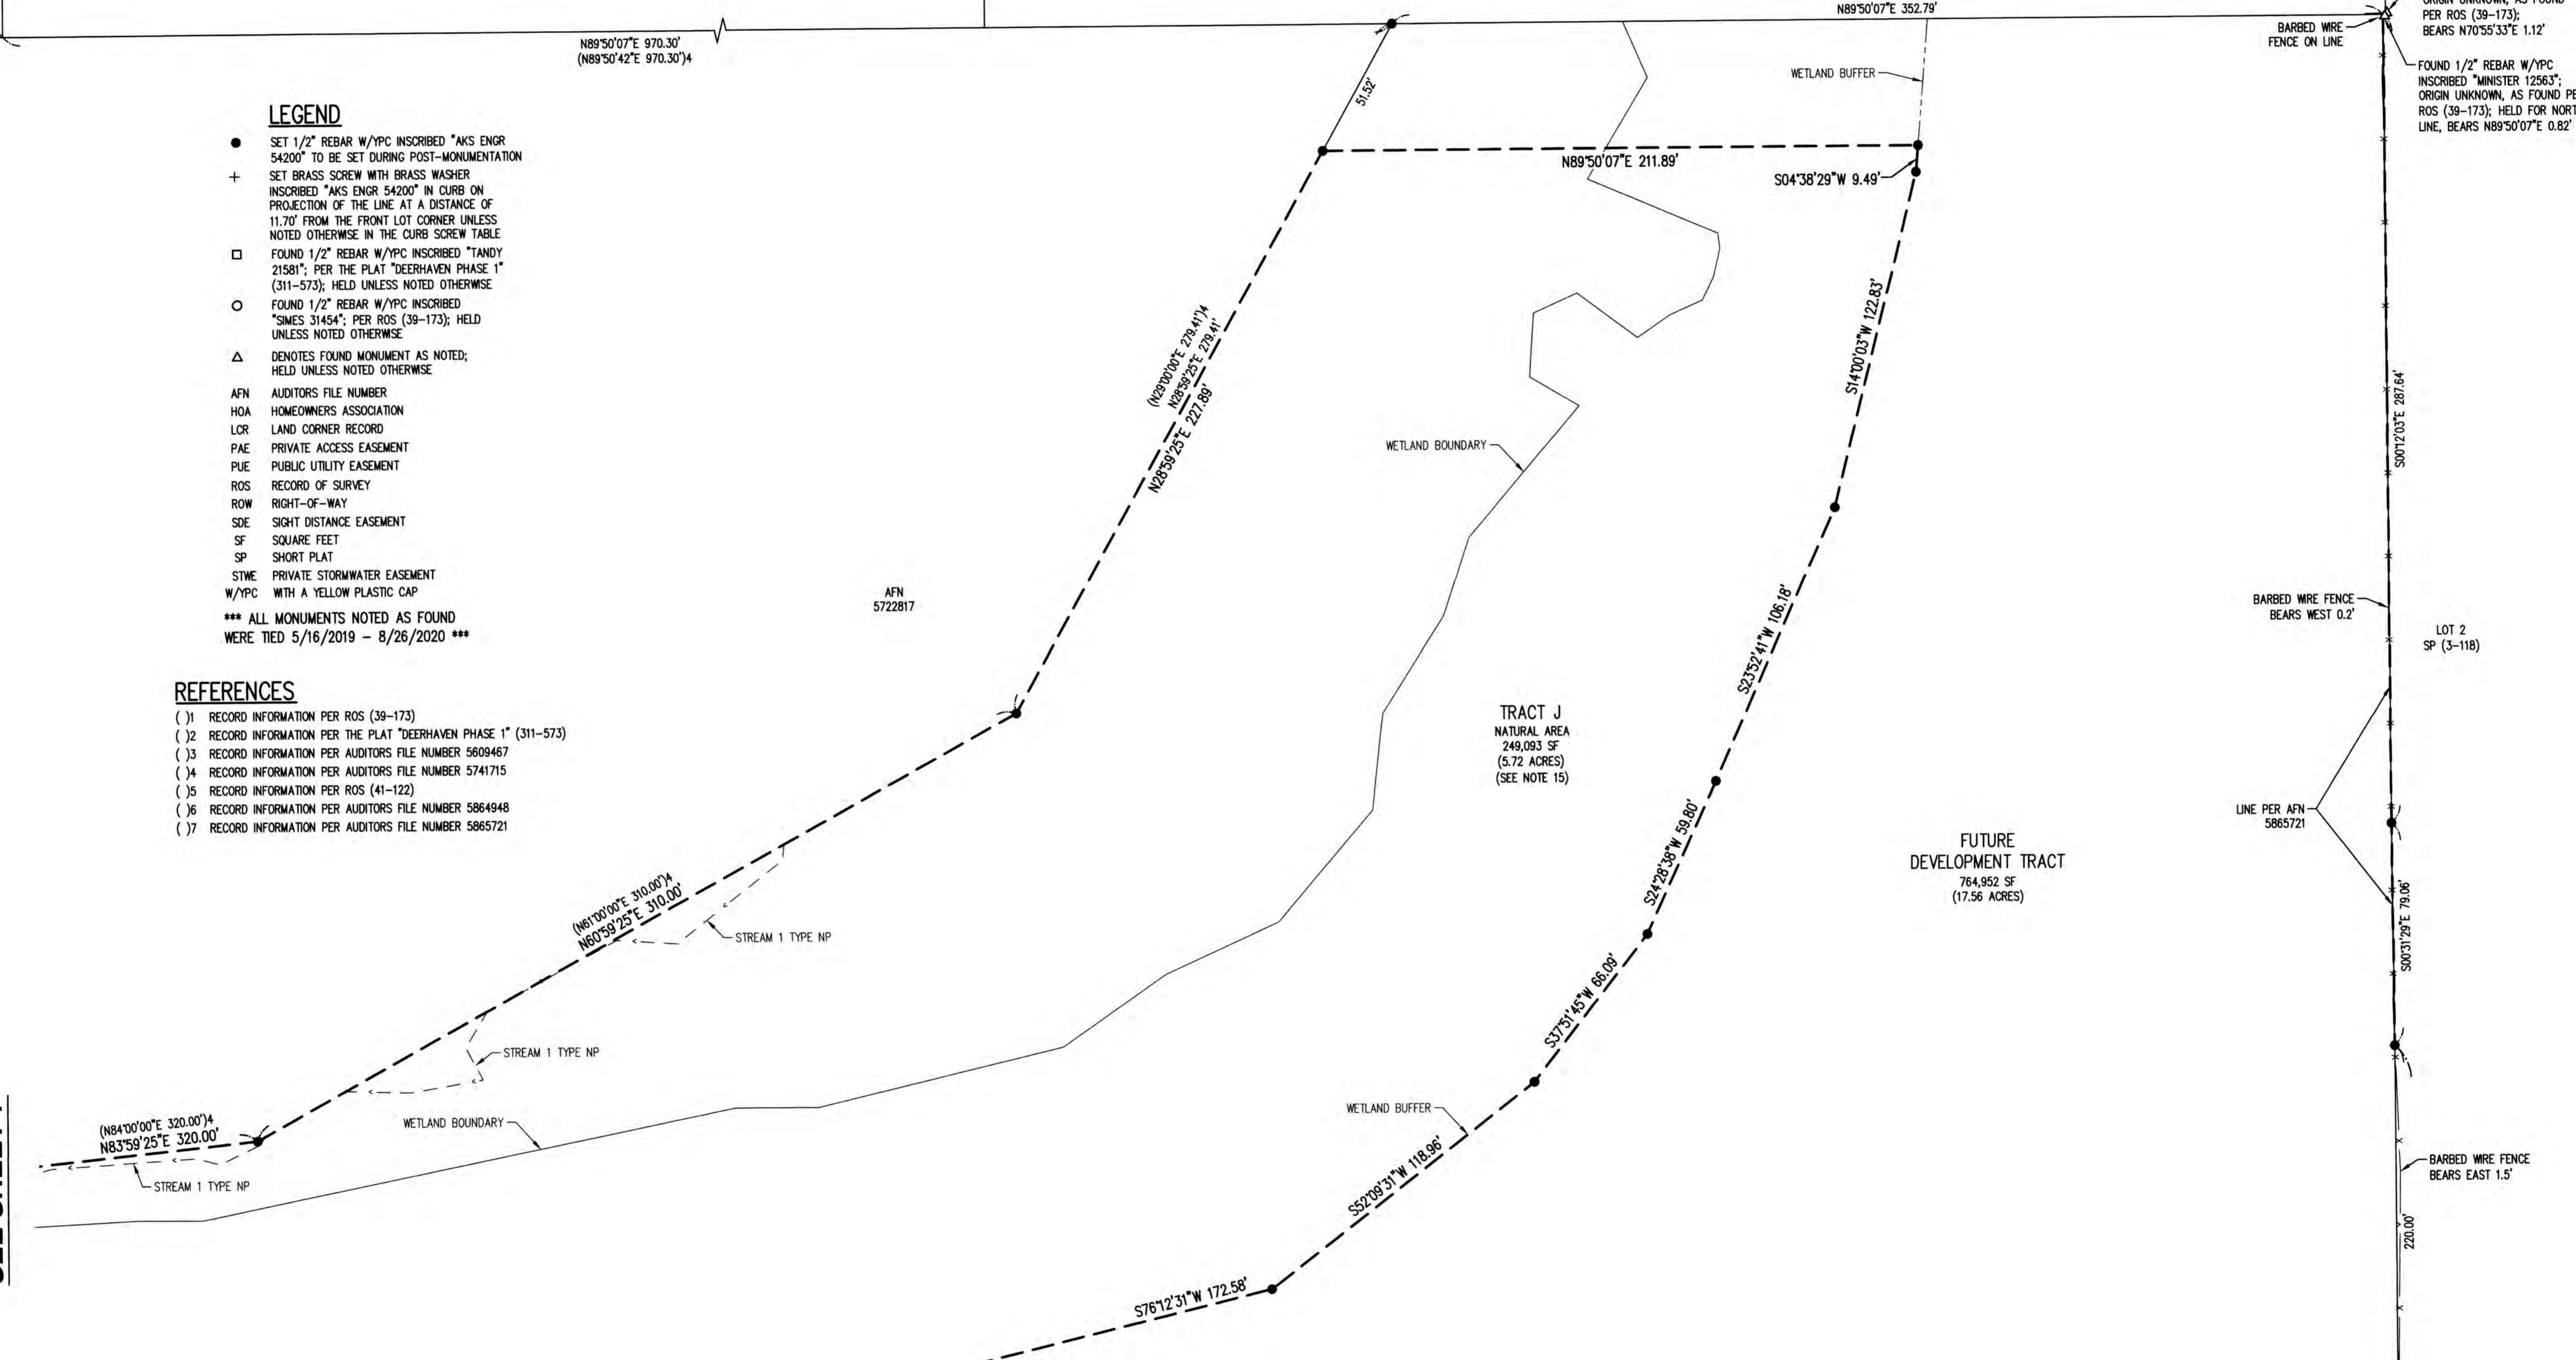 N89°50'07"E 970.30'
(N89°50'42"E 970.30')4
N89°50'07"E 352.79'
BARBED WIRE
FENCE ON LINE
PER ROS (39-173);
BEARS N70°55'33"E 1.12'
FOUND 1/2" REBAR W/YPC
INSCRIBED "MINISTER 12563";
ORIGIN UNKNOWN, AS FOUND
ROS (39-173); HELD FOR
LINE, BEARS N89°50'07"E 0.82'
LEGEND
SET 1/2" REBAR W/YPC INSCRIBED "AKS ENGR
54200" TO BE SET DURING POST-MONUMENTATION
+ SET BRASS SCREW WITH BRASS WASHER
INSCRIBED "AKS ENGR 54200" IN CURB ON
PROJECTION OF THE LINE AT A DISTANCE OF
11.70' FROM THE FRONT LOT CORNER UNLESS
NOTED OTHERWISE IN THE CURB SCREW TABLE
FOUND 1/2" REBAR W/YPC INSCRIBED "TANDY
21581"; PER THE PLAT "DEERHAVEN PHASE 1"
(311-573); HELD UNLESS NOTED OTHERWISE
FOUND 1/2" REBAR W/YPC INSCRIBED
"SIMES 31454"; PER ROS (39-173); HELD
UNLESS NOTED OTHERWISE
DENOTES FOUND MONUMENT AS NOTED;
HELD UNLESS NOTED OTHERWISE
AFN AUDITORS FILE NUMBER
HOA HOMEOWNERS ASSOCIATION
LCR LAND CORNER RECORD
PAE PRIVATE ACCESS EASEMENT
PUE PUBLIC UTILITY EASEMENT
ROS RECORD OF SURVEY
ROW RIGHT-OF-WAY
SDE SIGHT DISTANCE EASEMENT
SF SQUARE FEET
SP SHORT PLAT
STWE PRIVATE STORMWATER EASEMENT
W/YPC WITH A YELLOW PLASTIC CAP
*** ALL MONUMENTS NOTED AS FOUND
WERE TIED 5/16/2019 - 8/26/2020 ***
REFERENCES
( )1 RECORD INFORMATION PER ROS (39-173)
( )2 RECORD INFORMATION PER THE PLAT "DEERHAVEN PHASE 1" (311-573)
( )3 RECORD INFORMATION PER AUDITORS FILE NUMBER 5609467
( )4 RECORD INFORMATION PER AUDITORS FILE NUMBER 5741715
( )5 RECORD INFORMATION PER ROS (41-122)
( )6 RECORD INFORMATION PER AUDITORS FILE NUMBER 5864948
( )7 RECORD INFORMATION PER AUDITORS FILE NUMBER 5865721
51.52'
WETLAND BUFFER
N89°50'07"E 211.89'
S04°38'29"W 9.49'
(N29°00'00"E 279.41')4
N28°59'25"E 279.41'
N28°59'25"E 227.89'
S14°00'03"W 122.83'
WETLAND BOUNDARY
S00°12'03"E 287.64'
AFN
5722817
S23°52'41"W 106.18'
BARBED WIRE FENCE
BEARS WEST 0.2'
LOT 2
SP (3-118)
TRACT J
NATURAL AREA
249,093 SF
(5.72 ACRES)
(SEE NOTE 15)
LINE PER AFN
5865721
S24°28'38"W 59.80'
FUTURE
DEVELOPMENT TRACT
764,952 SF
(17.56 ACRES)
S00°31'29"E 79.06'
(N61°00'00"E 310.00')4
N60°59'25"E 310.00'
STREAM 1 TYPE NP
S37°51'45"W 66.09'
STREAM 1 TYPE NP
(N84°00'00"E 320.00')4
N83°59'25"E 320.00'
WETLAND BOUNDARY
STREAM 1 TYPE NP
WETLAND BUFFER
S52°09'31"W 118.96'
BARBED WIRE FENCE
BEARS EAST 1.5'
220.00'
S76°12'31"W 172.58'